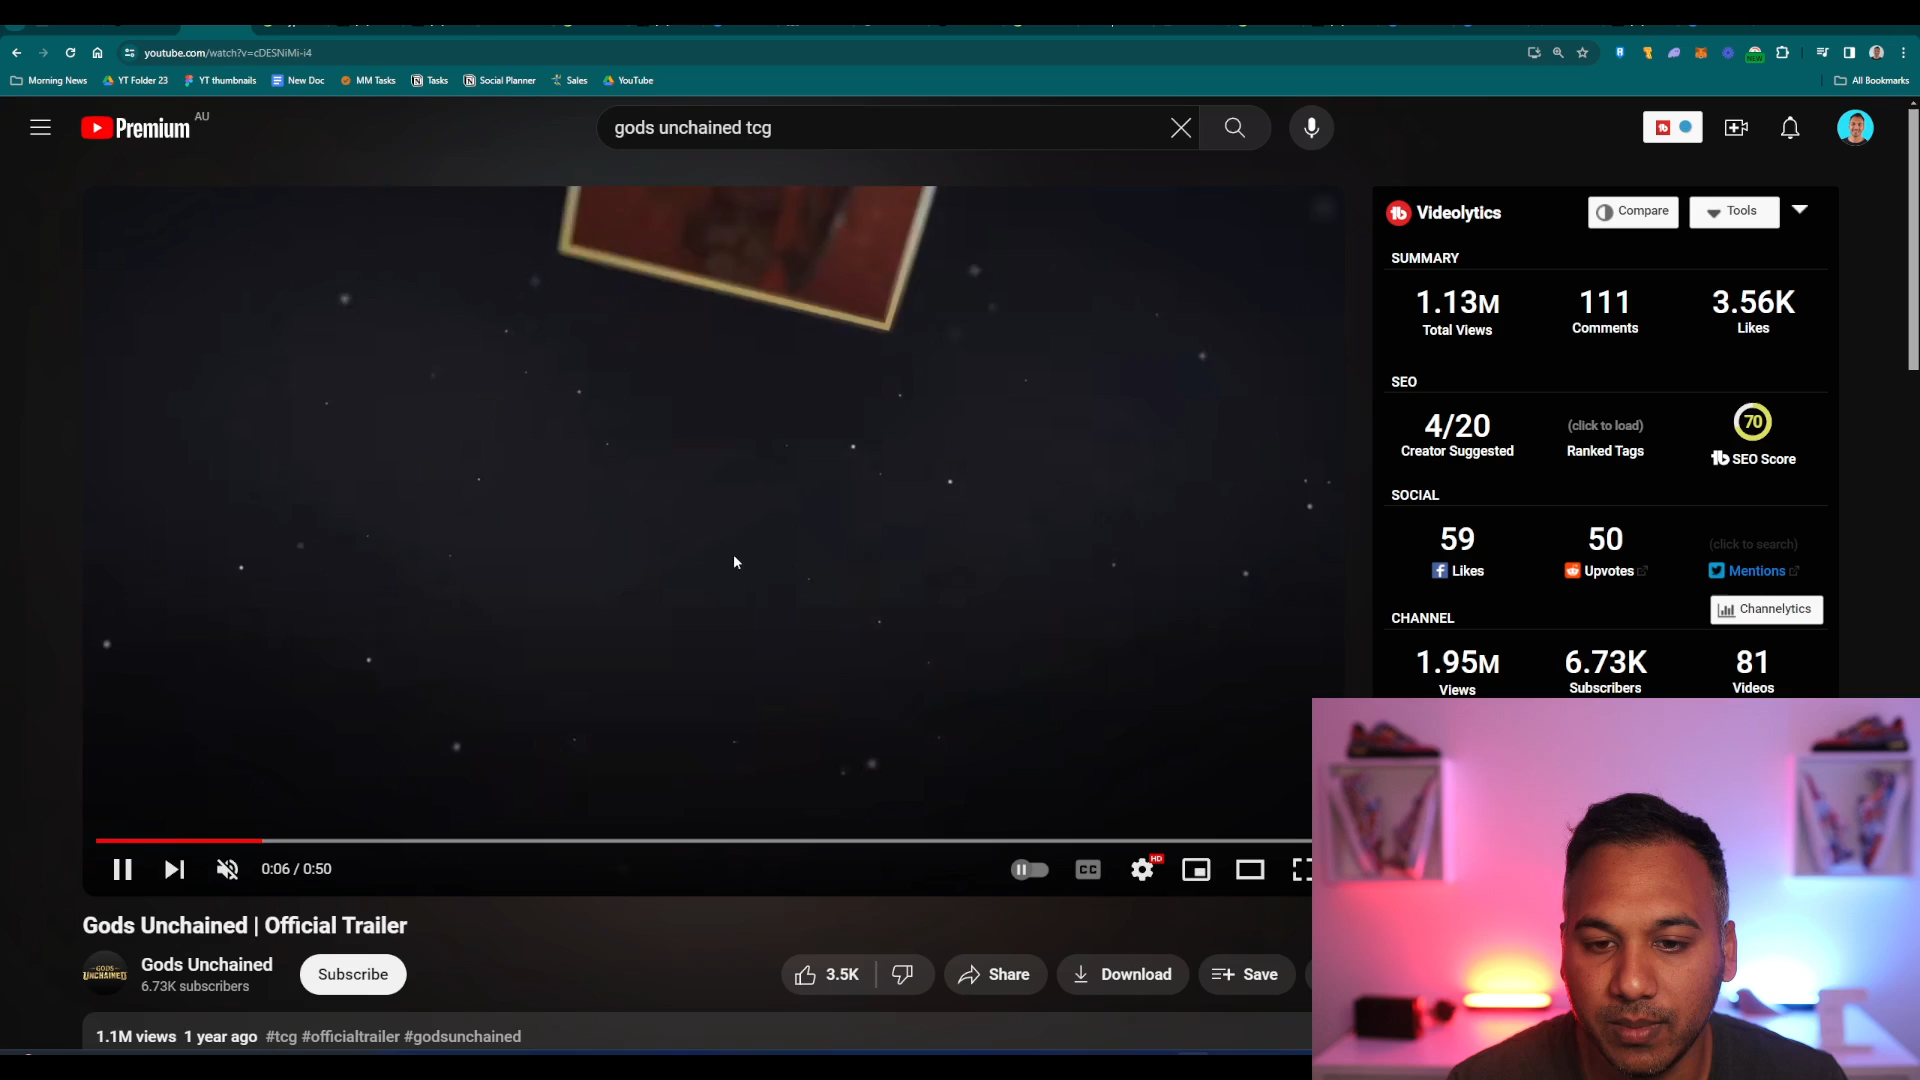 youtube.com/watch?v=cDESNiMi-i4
NEW
Morning News
YT Folder 23
YT thumbnails
New Doc
MM Tasks
Tasks
Social Planner
Sales
YouTube
All Bookmarks
Premium
AU
gods unchained tcg
Videolytics
Compare
Tools
SUMMARY
1.13M
111
3.56K
Total Views
Comments
Likes
SEO
4/20
(click to load)
70
Creator Suggested
Ranked Tags
SEO Score
SOCIAL
59
50
(click to search)
Likes
Upvotes
Mentions
CHANNEL
Channelytics
1.95M
6.73K
81
Views
Subscribers
Videos
0:06 / 0:50
CC
HD
Gods Unchained | Official Trailer
GODS
UNCHAINED
Gods Unchained
6.73K subscribers
Subscribe
3.5K
Share
Download
Save
1.1M views 1 year ago #tcg #officialtrailer #godsunchained